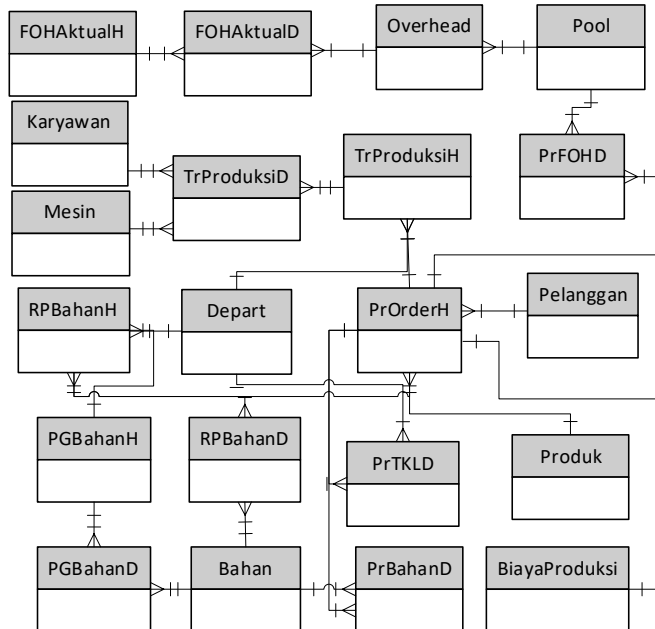 FOHAktualH
FOHAktualD
Overhead
Pool
Karyawan
TrProduksiD
TrProduksiH
PrFOHD
Mesin
RPBahanH
Depart
PrOrderH
Pelanggan
PGBahanH
RPBahanD
PrTKLD
Produk
PGBahanD
Bahan
PrBahanD
BiayaProduksi